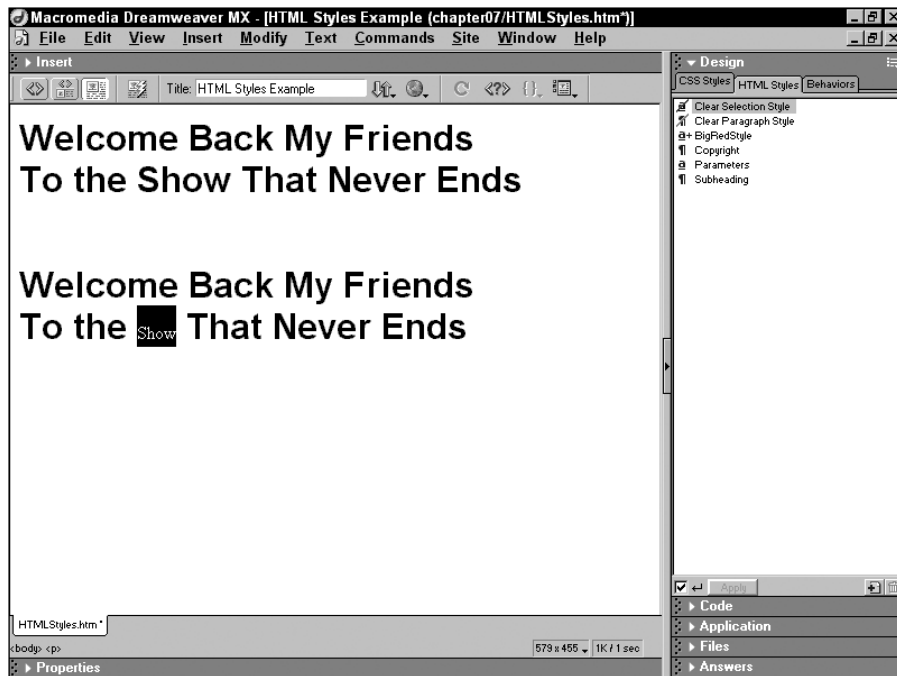 Macromedia Dreamweaver MX - [HTML Styles Example (chapter07/HTMLStyles.htm*)]
File Edit View Insert Modify Text Commands Site Window Help
Insert
Title: HTML Styles Example
Welcome Back My Friends
To the Show That Never Ends
Welcome Back My Friends
To the Show That Never Ends
HTMLStyles.htm*
<body> <p>
579 x 455 1K / 1 sec
Properties
Design
CSS Styles HTML Styles Behaviors
Clear Selection Style
Clear Paragraph Style
a+ BigRedStyle
¶ Copyright
a Parameters
¶ Subheading
Apply
Code
Application
Files
Answers